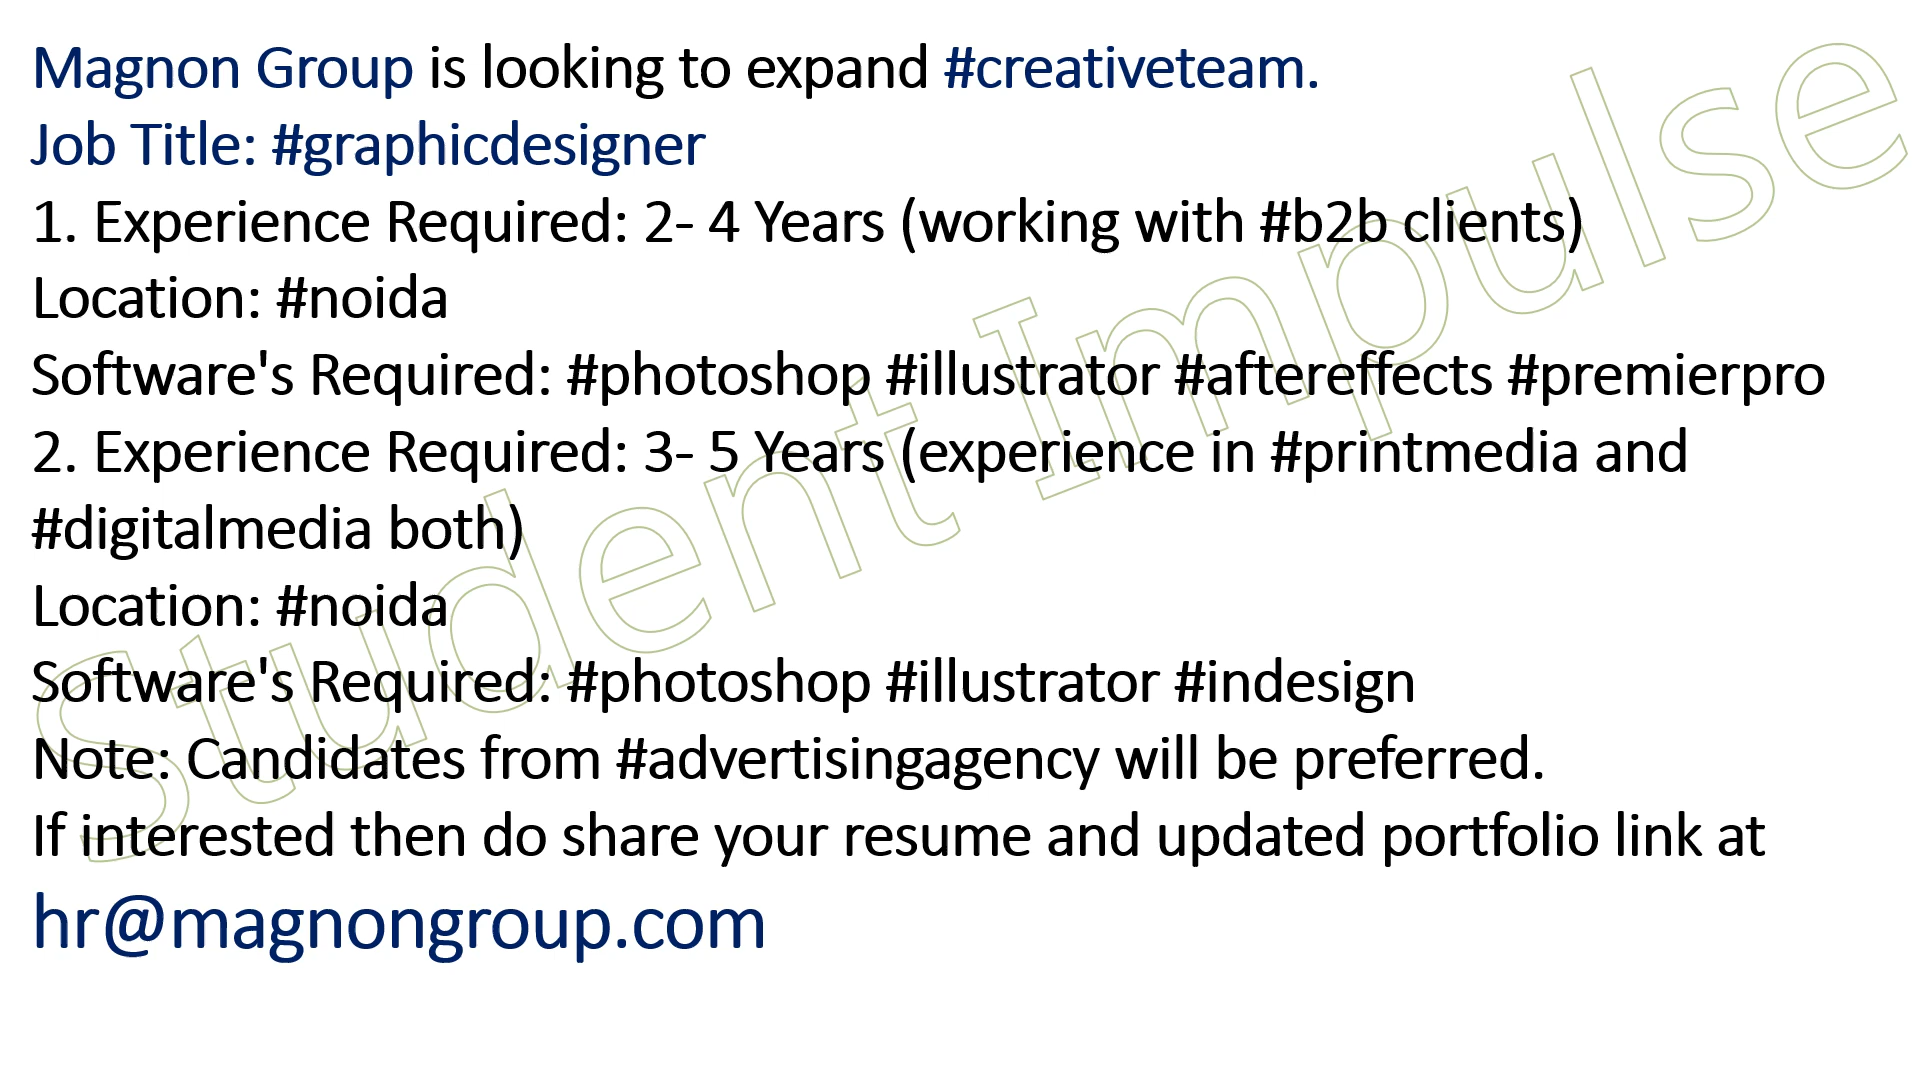 Magnon Group is looking to expand #creativeteam.
Job Title: #graphicdesigner
1. Experience Required: 2- 4 Years (working with #b2b clients)
Location: #noida
Software's Required: #photoshop #illustrator #aftereffects #premierpro
2. Experience Required: 3- 5 Years (experience in #printmedia and
#digitalmedia both)
Location: #noida
Software's Required: #photoshop #illustrator #indesign
Note: Candidates from #advertisingagency will be preferred.
If interested then do share your resume and updated portfolio link at
hr@magnongroup.com
Student Impulse